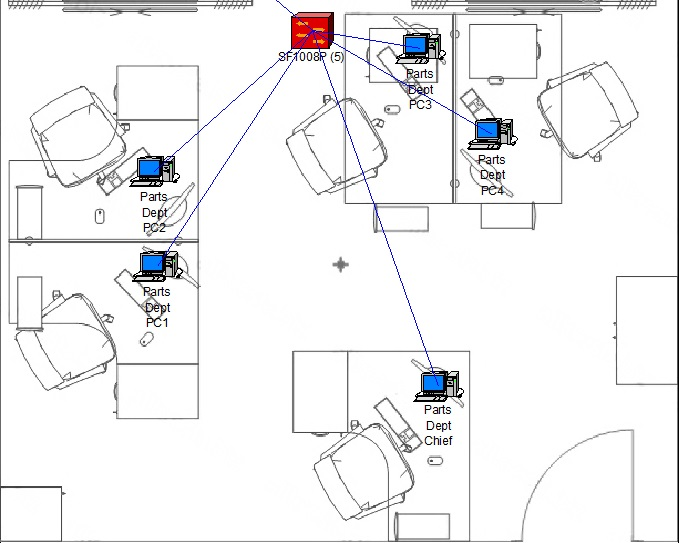 SF1008P (5)
Parts
Dept
PC3
Parts
Dept
PC4
Parts
Dept
PC2
Parts
Dept
PC1
Parts
Dept
Chief